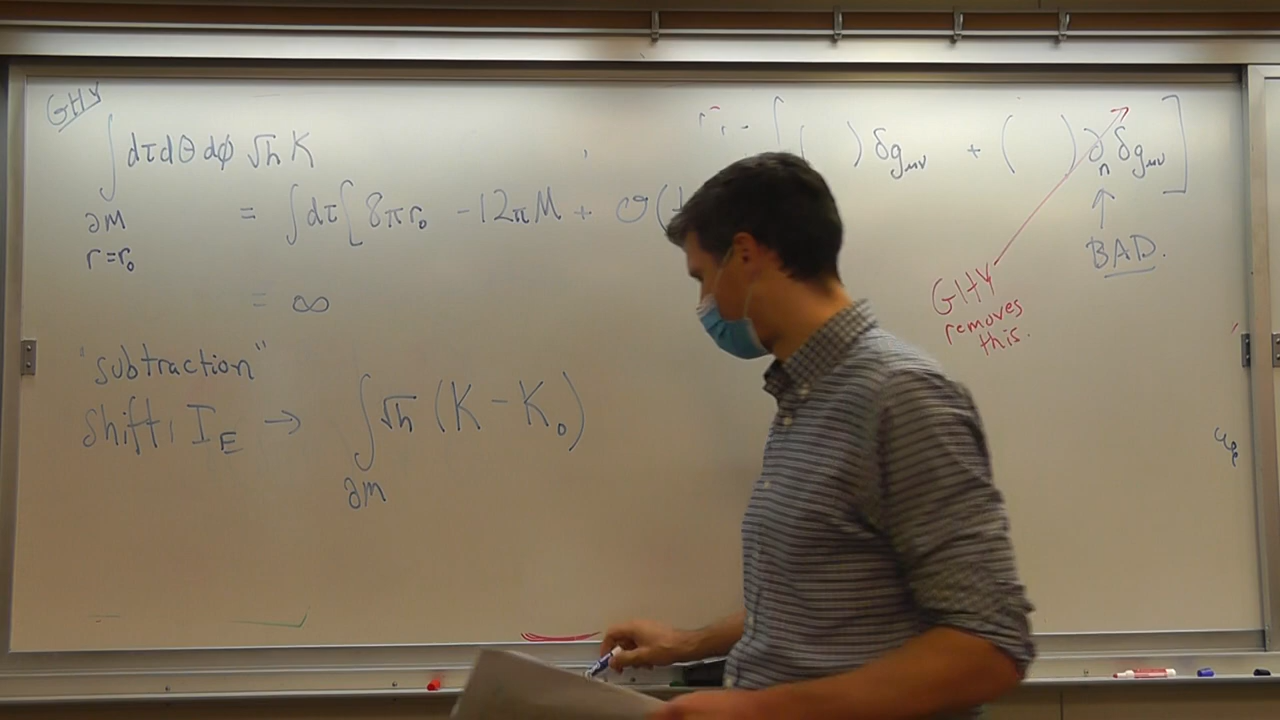 GHY
∫ dτ dθ dϕ √h K
∂M
r=r₀
= ∫dτ [ 8πr₀ - 12πM + O(
= ∞
"subtraction"
Shift: I_E → ∫ √h (K - K₀)
∂M
∫ ( ) δg_μν + ( ) ∂_n δg_μν ]
↑
BAD.
GHY
removes
this.